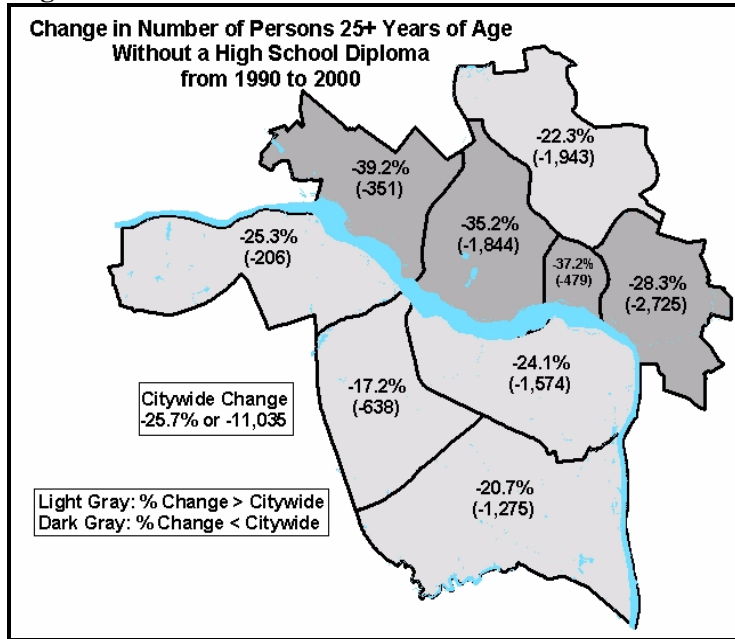 Change in Number of Persons 25+ Years of Age
Without a High School Diploma
from 1990 to 2000
-22.3%
(-1,943)
-39.2%
(-351)
-35.2%
(-1,844)
-37.2%
(-479)
-28.3%
(-2,725)
-25.3%
(-206)
-24.1%
(-1,574)
-17.2%
(-638)
Citywide Change
-25.7% or -11,035
-20.7%
(-1,275)
Light Gray: % Change > Citywide
Dark Gray: % Change < Citywide